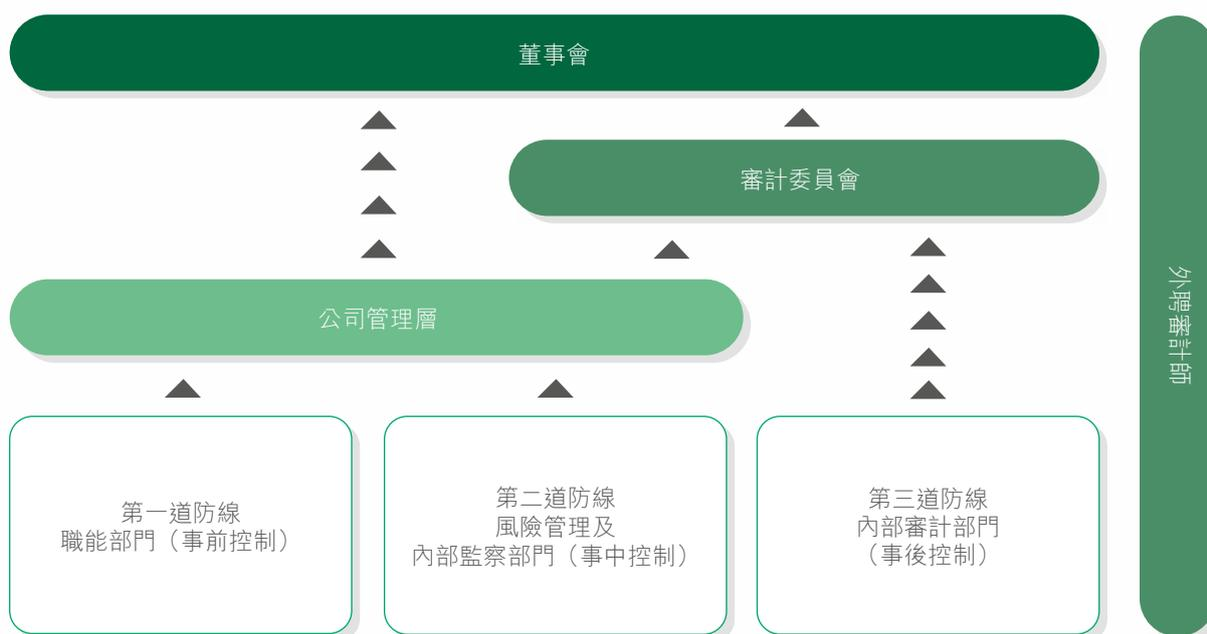 董事會
審計委員會
公司管理層
第一道防線
職能部門（事前控制）
第二道防線
風險管理及
內部監察部門（事中控制）
第三道防線
內部審計部門
（事後控制）
外聘審計師